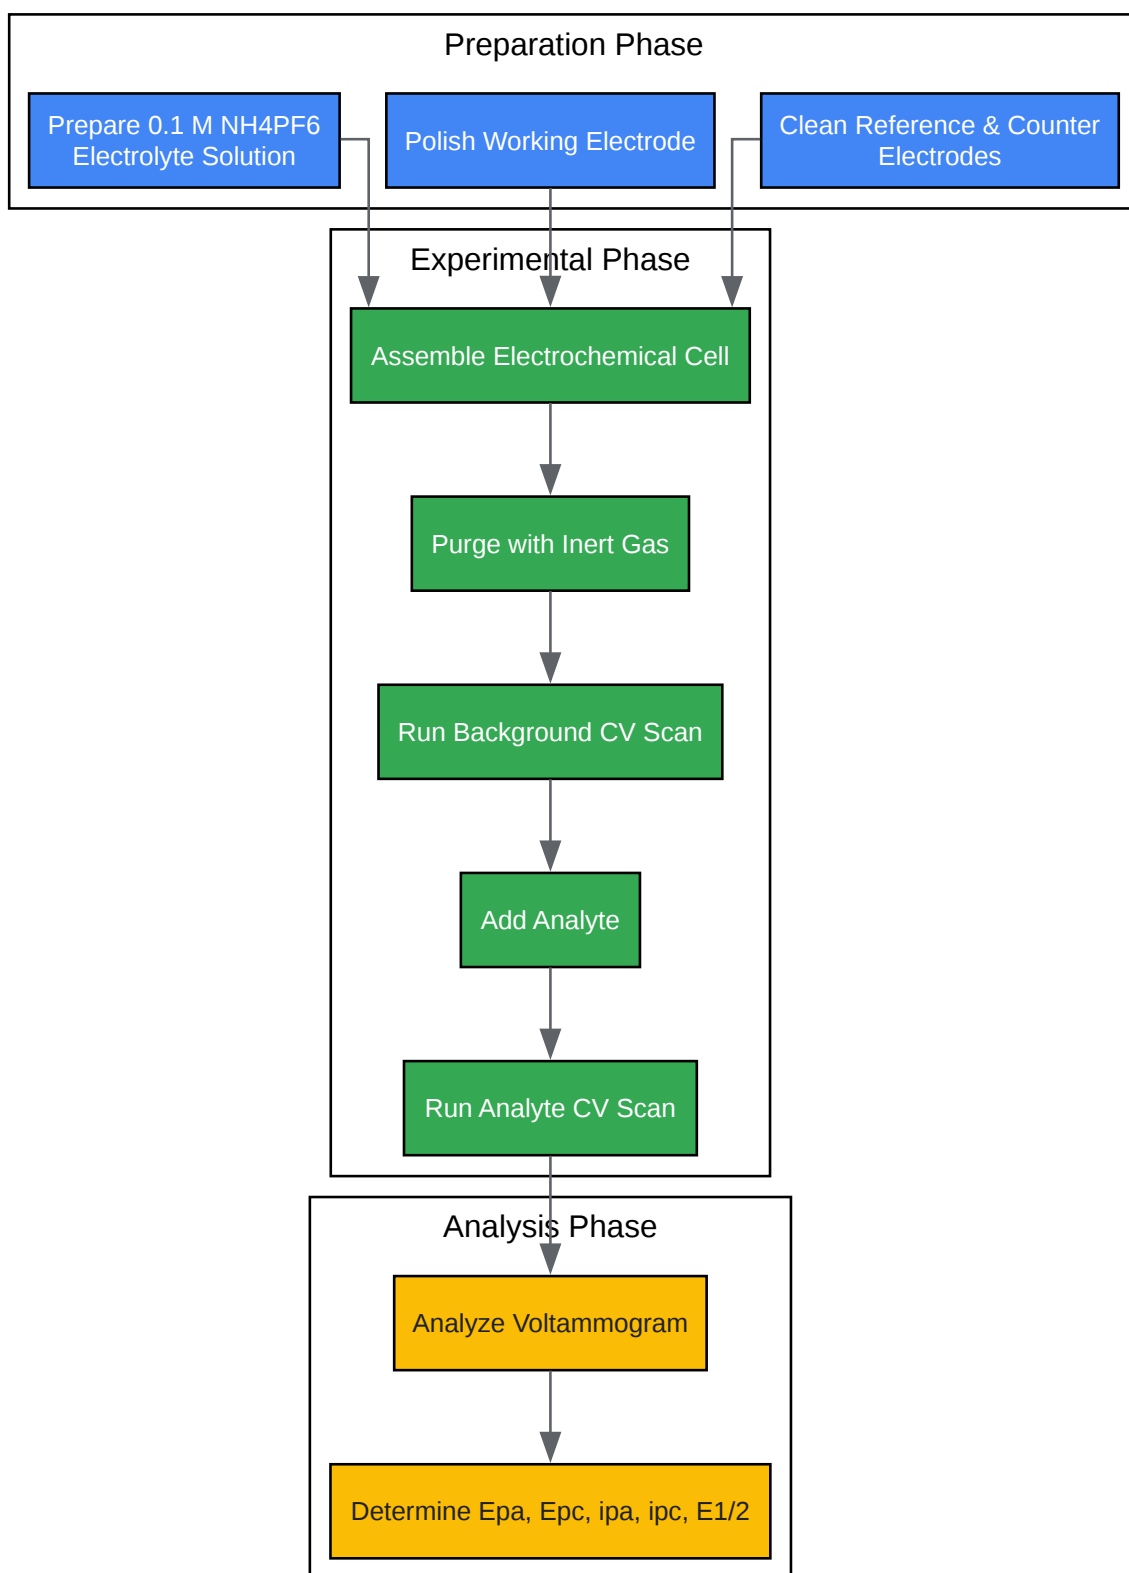 Preparation Phase
Prepare 0.1 M NH4PF6
Electrolyte Solution
Polish Working Electrode
Clean Reference & Counter
Electrodes
Experimental Phase
Assemble Electrochemical Cell
Purge with Inert Gas
Run Background CV Scan
Add Analyte
Run Analyte CV Scan
Analysis Phase
Analyze Voltammogram
Determine Epa, Epc, ipa, ipc, E1/2